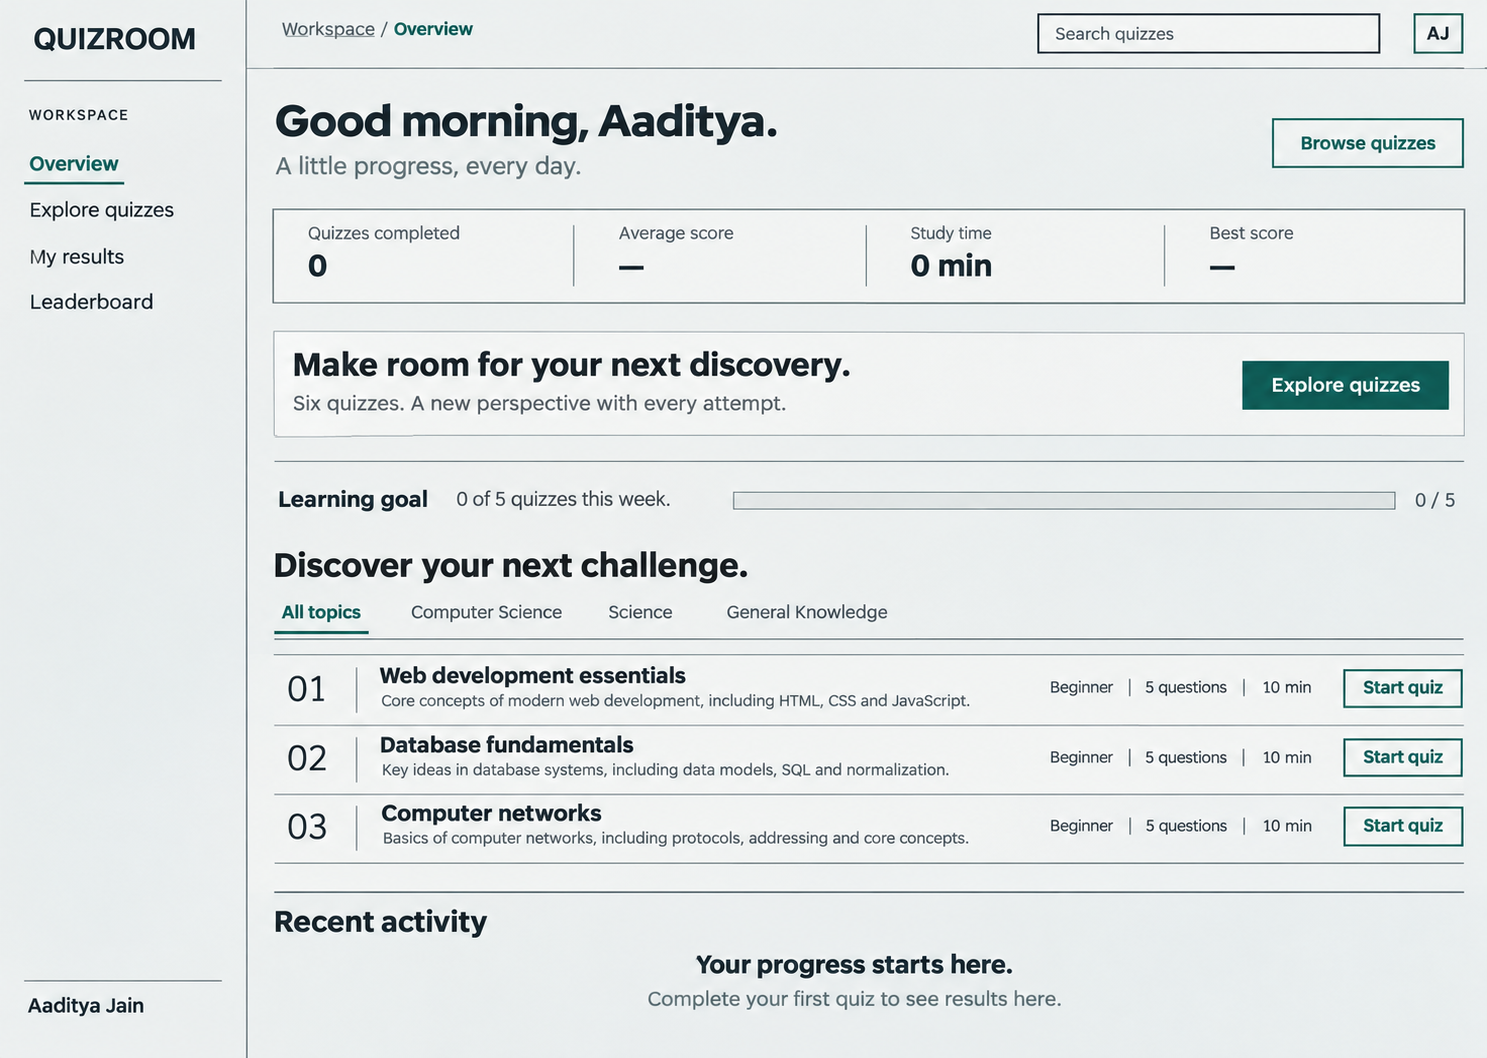 QUIZROOM
WORKSPACE
Overview
Explore quizzes
My results
Leaderboard
Aaditya Jain
Workspace / Overview
Search quizzes
AJ
Good morning, Aaditya.
A little progress, every day.
Browse quizzes
Quizzes completed
0
Average score
—
Study time
0 min
Best score
—
Make room for your next discovery.
Six quizzes. A new perspective with every attempt.
Explore quizzes
Learning goal 0 of 5 quizzes this week. 0 / 5
Discover your next challenge.
All topics Computer Science Science General Knowledge
01
Web development essentials
Core concepts of modern web development, including HTML, CSS and JavaScript.
Beginner | 5 questions | 10 min
Start quiz
02
Database fundamentals
Key ideas in database systems, including data models, SQL and normalization.
Beginner | 5 questions | 10 min
Start quiz
03
Computer networks
Basics of computer networks, including protocols, addressing and core concepts.
Beginner | 5 questions | 10 min
Start quiz
Recent activity
Your progress starts here.
Complete your first quiz to see results here.